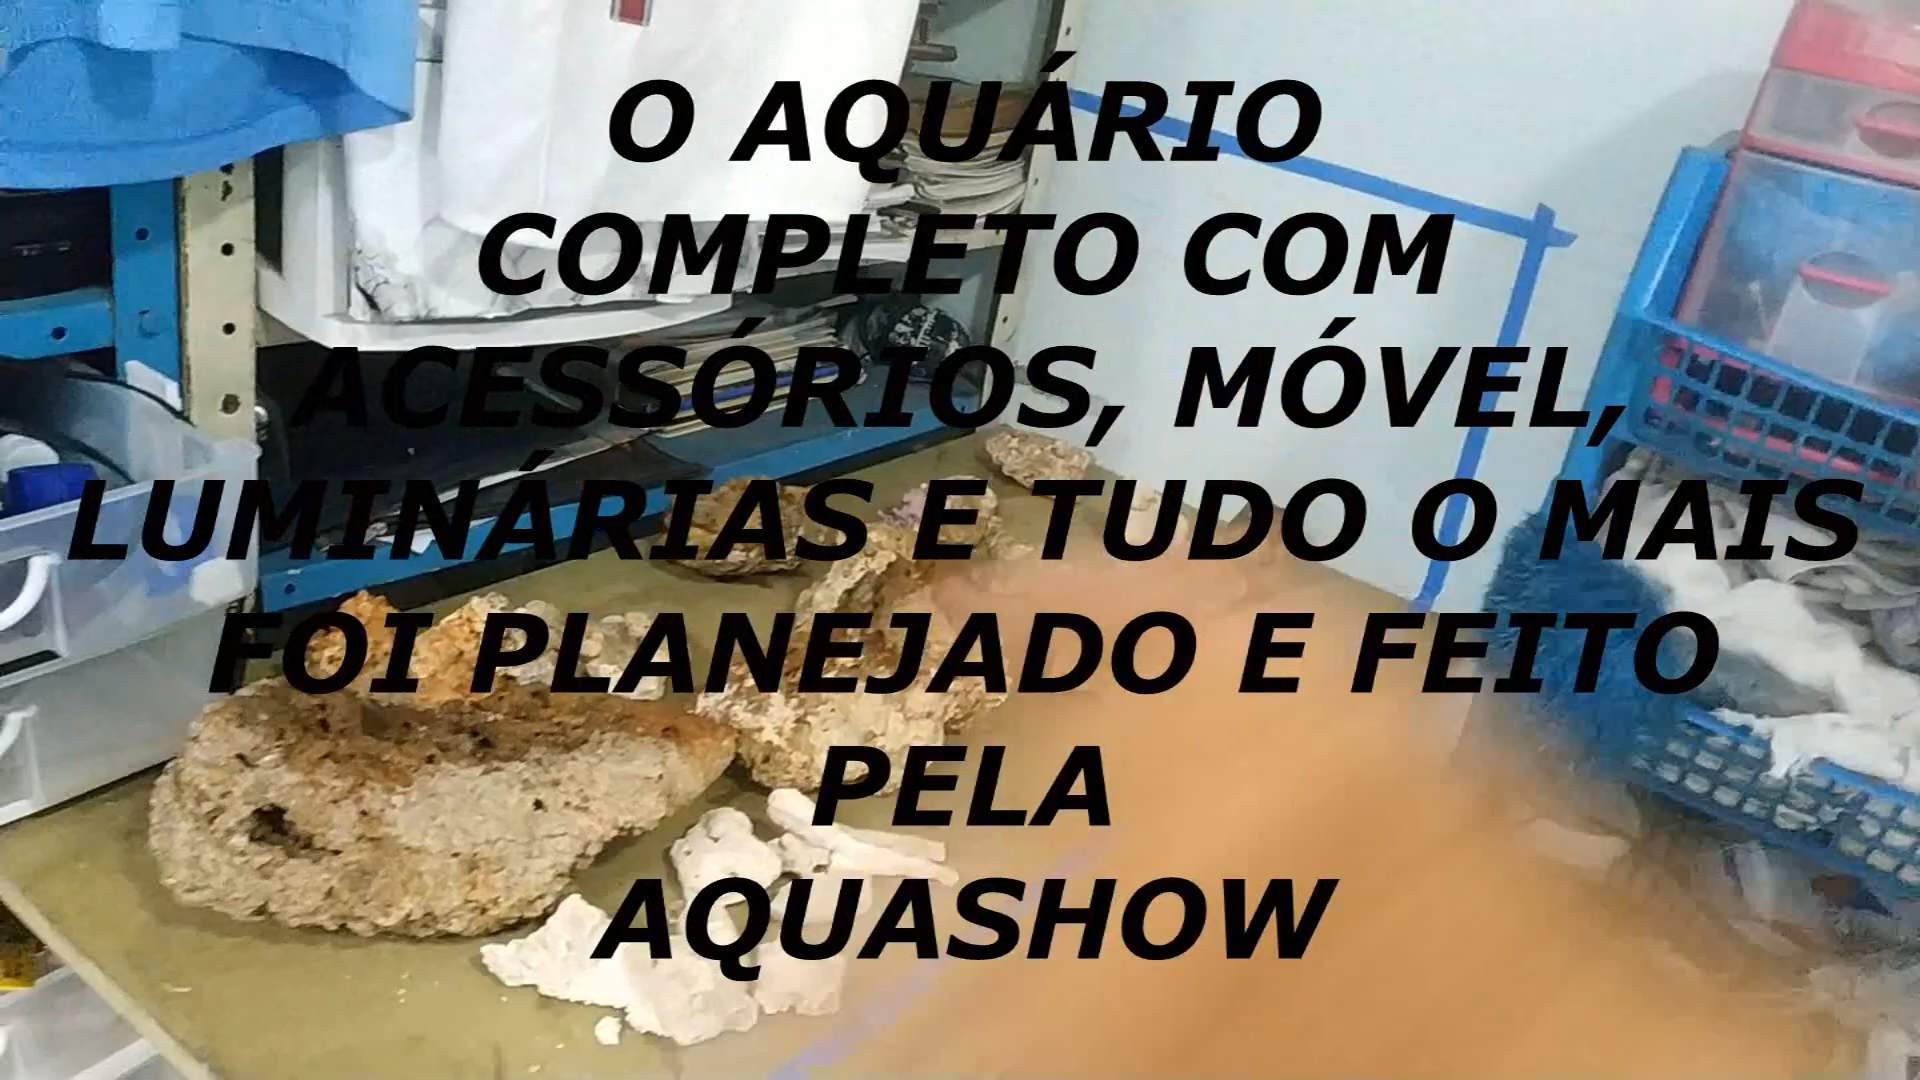 O AQUÁRIO
COMPLETO COM
ACESSÓRIOS, MÓVEL,
LUMINÁRIAS E TUDO O MAIS
FOI PLANEJADO E FEITO
PELA
AQUASHOW